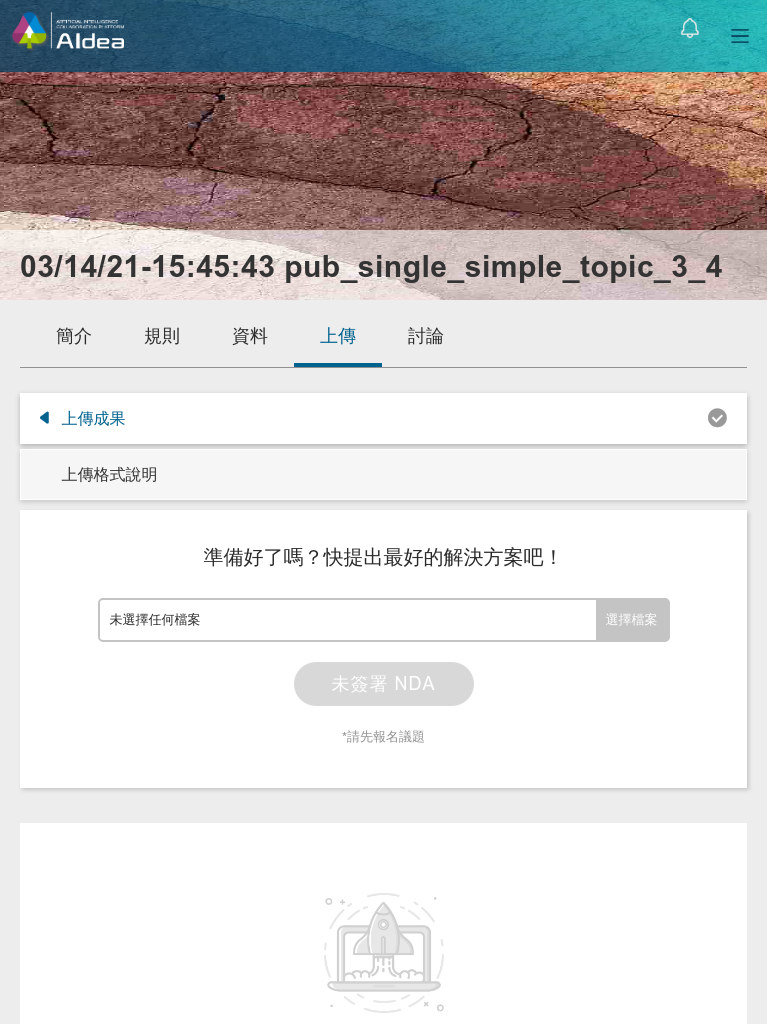 ARTIFICIAL INTELLIGENCE
COLLABORATION PLATFORM
AIdea
03/14/21-15:45:43 pub_single_simple_topic_3_4
簡介
規則
資料
上傳
討論
上傳成果
上傳格式說明
準備好了嗎？快提出最好的解決方案吧！
未選擇任何檔案
選擇檔案
未簽署 NDA
*請先報名議題